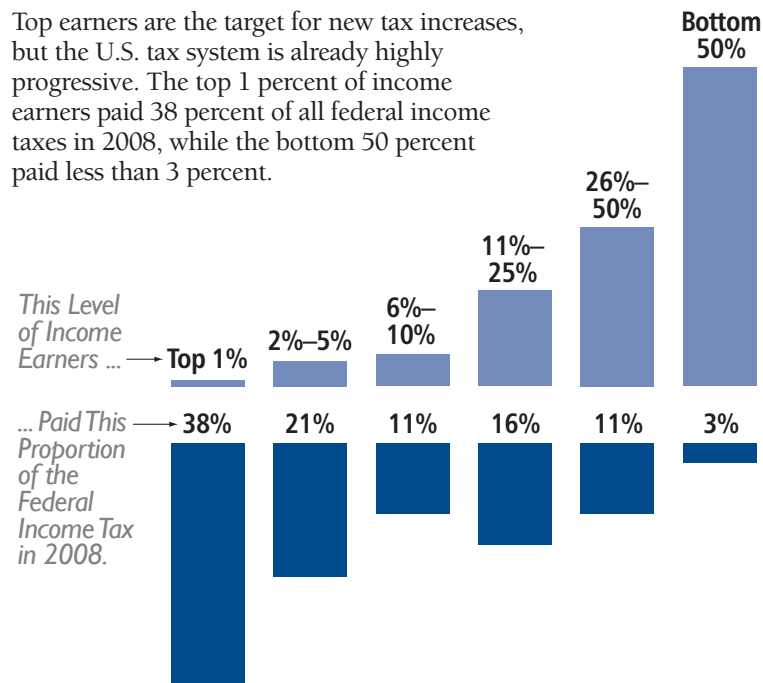 Top earners are the target for new tax increases,
but the U.S. tax system is already highly
progressive. The top 1 percent of income
earners paid 38 percent of all federal income
taxes in 2008, while the bottom 50 percent
paid less than 3 percent.
Bottom
50%
26%–
50%
11%–
25%
6%–
10%
2%–5%
Top 1%
This Level
of Income
Earners ...
... Paid This
Proportion
of the
Federal
Income Tax
in 2008.
38%
21%
11%
16%
11%
3%